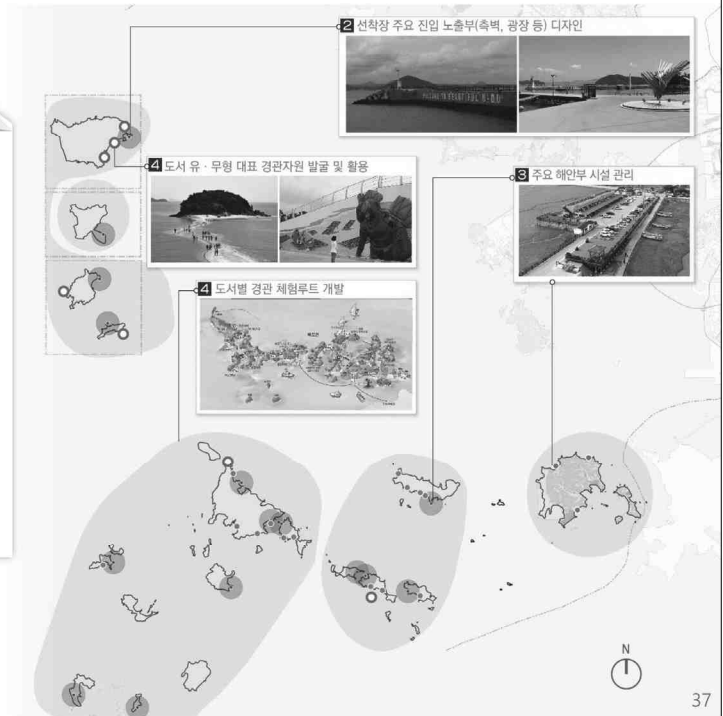 2 선착장 주요 진입 노출부(측벽, 광장 등) 디자인
4 도서 유 · 무형 대표 경관자원 발굴 및 활용
3 주요 해안부 시설 관리
4 도서별 경관 체험루트 개발
N
37